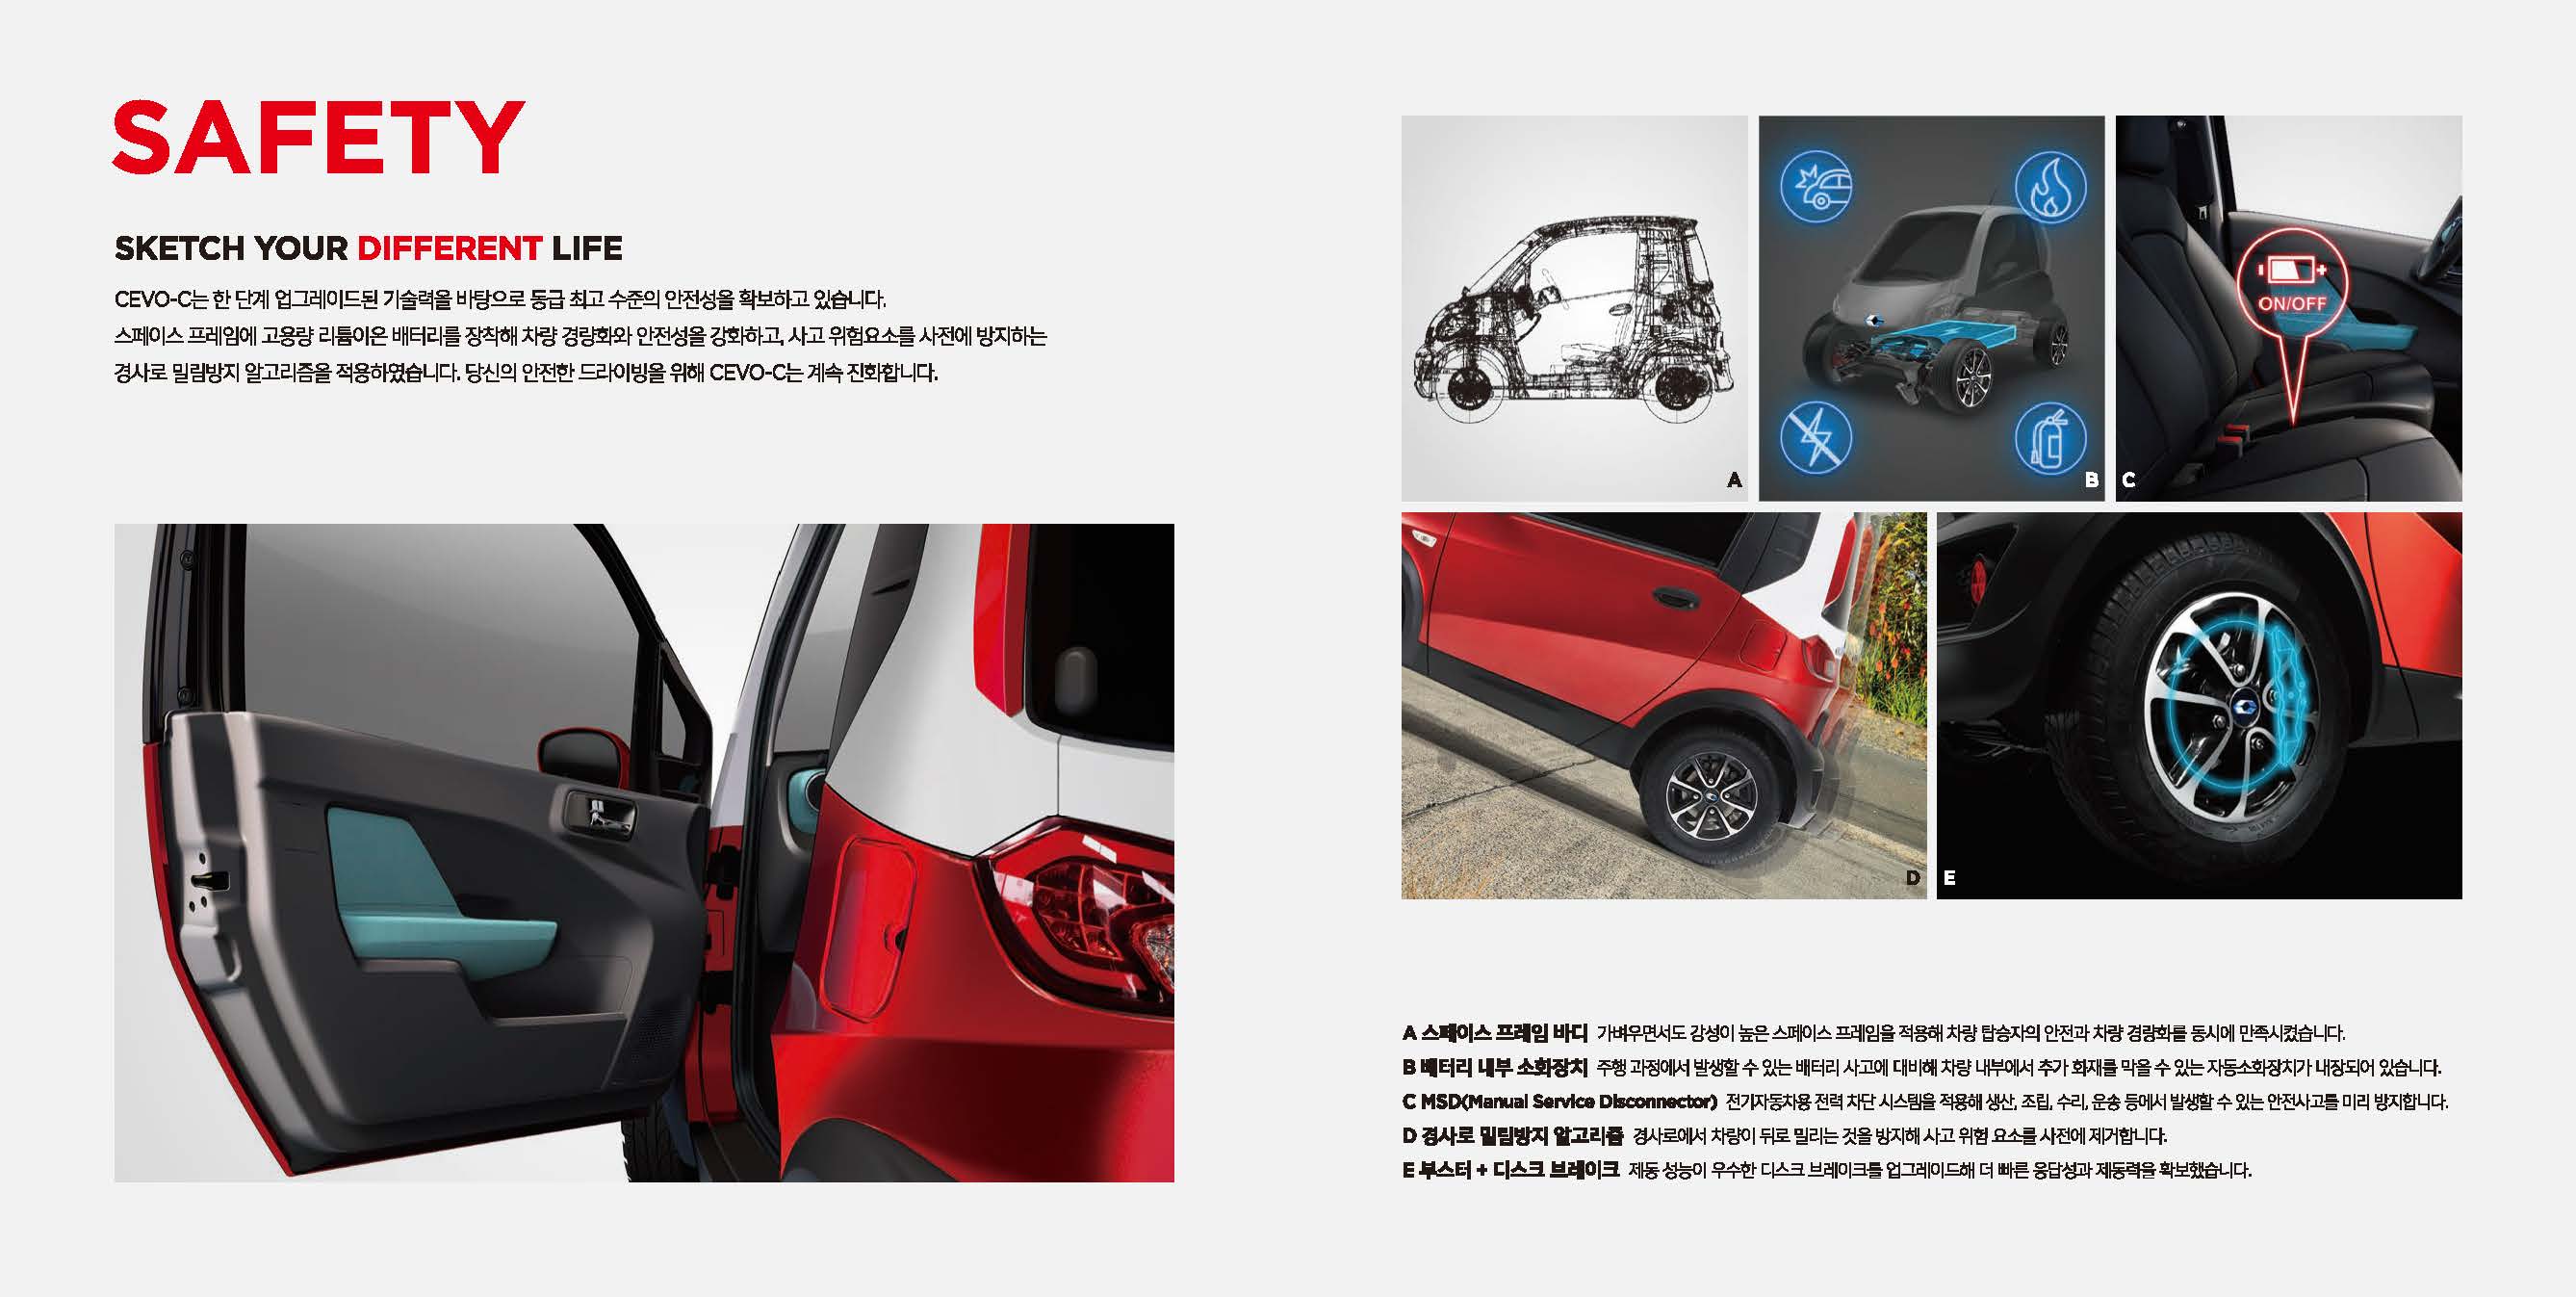 SAFETY
SKETCH YOUR DIFFERENT LIFE
CEVO-C는 한 단계 업그레이드된 기술력을 바탕으로 동급 최고 수준의 안전성을 확보하고 있습니다.
스페이스 프레임에 고용량 리튬이온 배터리를 장착해 차량 경량화와 안전성을 강화하고, 사고 위험요소를 사전에 방지하는
경사로 밀림방지 알고리즘을 적용하였습니다. 당신의 안전한 드라이빙을 위해 CEVO-C는 계속 진화합니다.
ON/OFF
A
B
C
D
E
A 스페이스 프레임 바디 가벼우면서도 강성이 높은 스페이스 프레임을 적용해 차량 탑승자의 안전과 차량 경량화를 동시에 만족시켰습니다.
B 배터리 내부 소화장치 주행 과정에서 발생할 수 있는 배터리 사고에 대비해 차량 내부에서 추가 화재를 막을 수 있는 자동소화장치가 내장되어 있습니다.
C MSD(Manual Service Disconnector) 전기자동차용 전력 차단 시스템을 적용해 생산, 조립, 수리, 운송 등에서 발생할 수 있는 안전사고를 미리 방지합니다.
D 경사로 밀림방지 알고리즘 경사로에서 차량이 뒤로 밀리는 것을 방지해 사고 위험 요소를 사전에 제거합니다.
E 부스터 + 디스크 브레이크 제동 성능이 우수한 디스크 브레이크를 업그레이드해 더 빠른 응답성과 제동력을 확보했습니다.